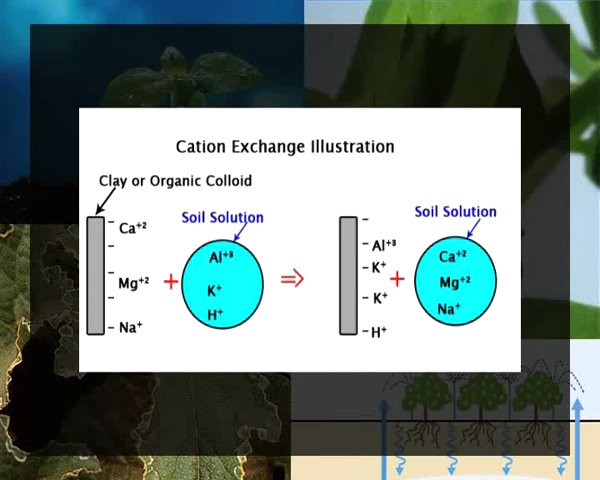 Cation Exchange Illustration
Clay or Organic Colloid
Soil Solution
Ca+2
Mg+2
Na+
+
Al+3
K+
H+
⇒
Soil Solution
Al+3
K+
K+
H+
+
Ca+2
Mg+2
Na+